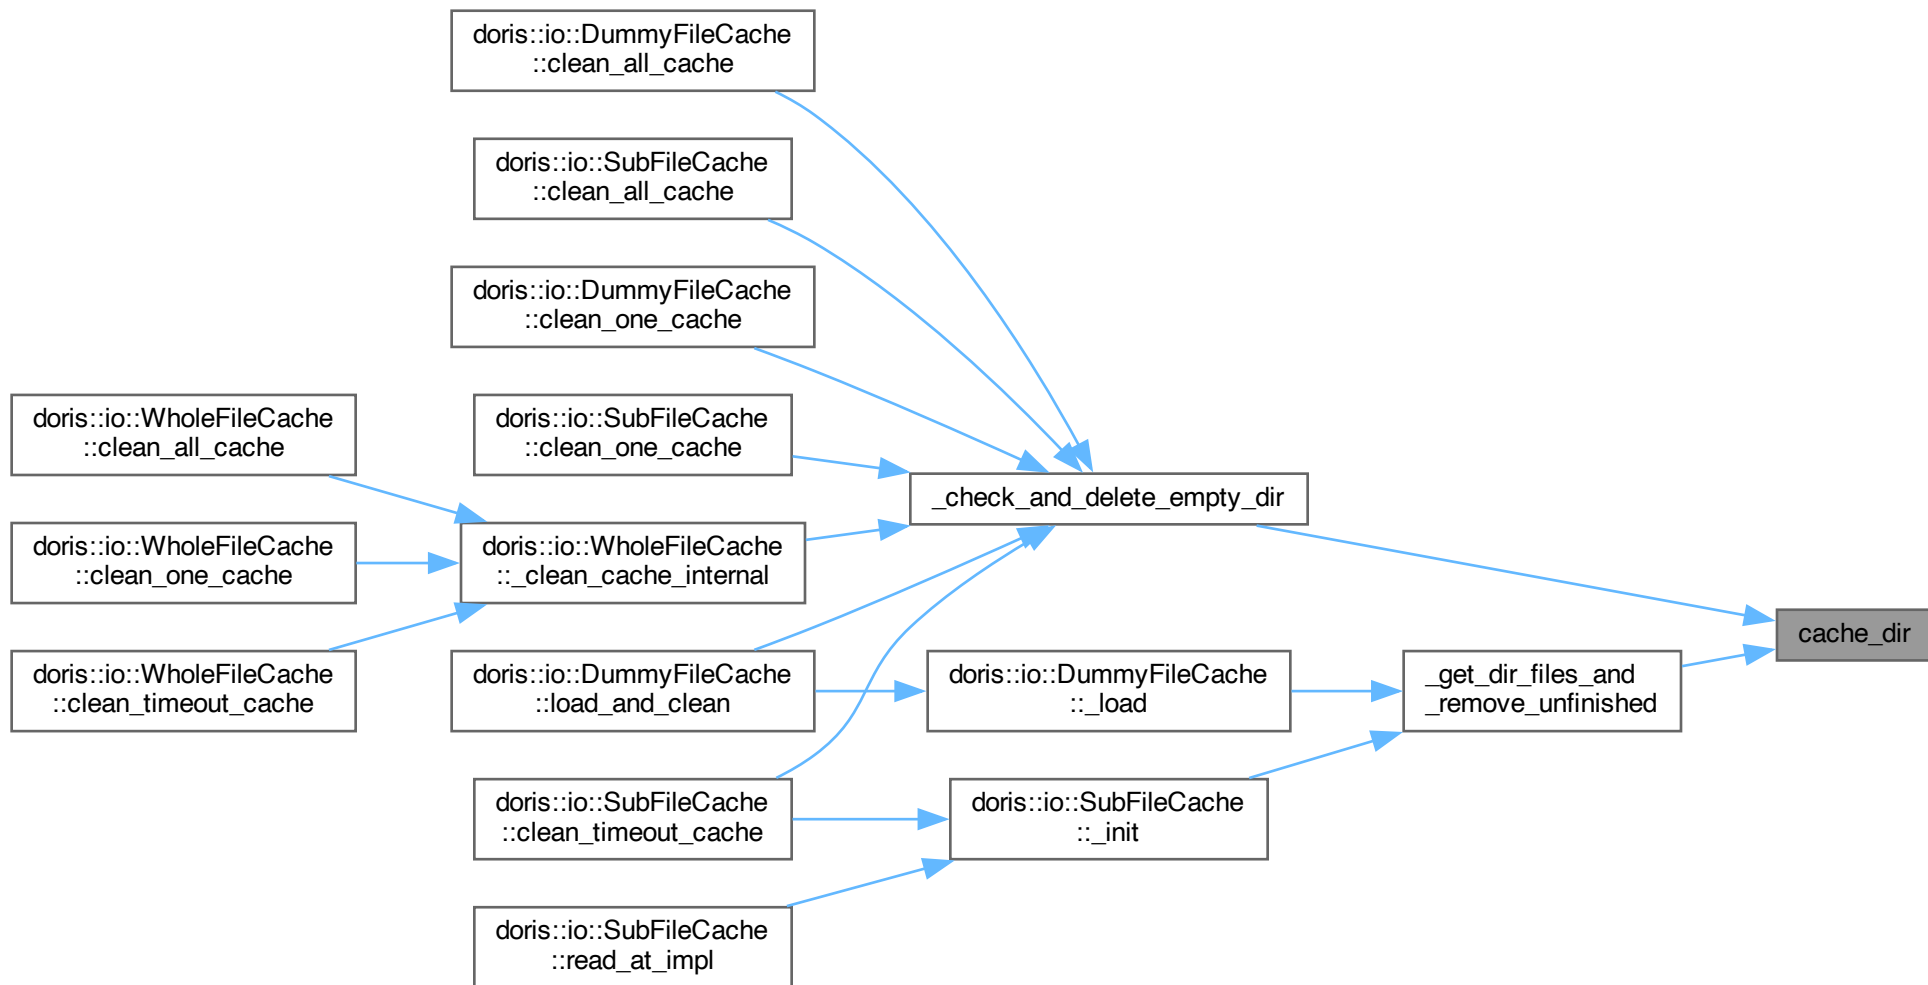 doris::io::DummyFileCache
::clean_all_cache
doris::io::SubFileCache
::clean_all_cache
doris::io::DummyFileCache
::clean_one_cache
doris::io::WholeFileCache
::clean_all_cache
doris::io::SubFileCache
::clean_one_cache
_check_and_delete_empty_dir
doris::io::WholeFileCache
::clean_one_cache
doris::io::WholeFileCache
::_clean_cache_internal
cache_dir
doris::io::WholeFileCache
::clean_timeout_cache
doris::io::DummyFileCache
::load_and_clean
doris::io::DummyFileCache
::_load
_get_dir_files_and
_remove_unfinished
doris::io::SubFileCache
::clean_timeout_cache
doris::io::SubFileCache
::_init
doris::io::SubFileCache
::read_at_impl